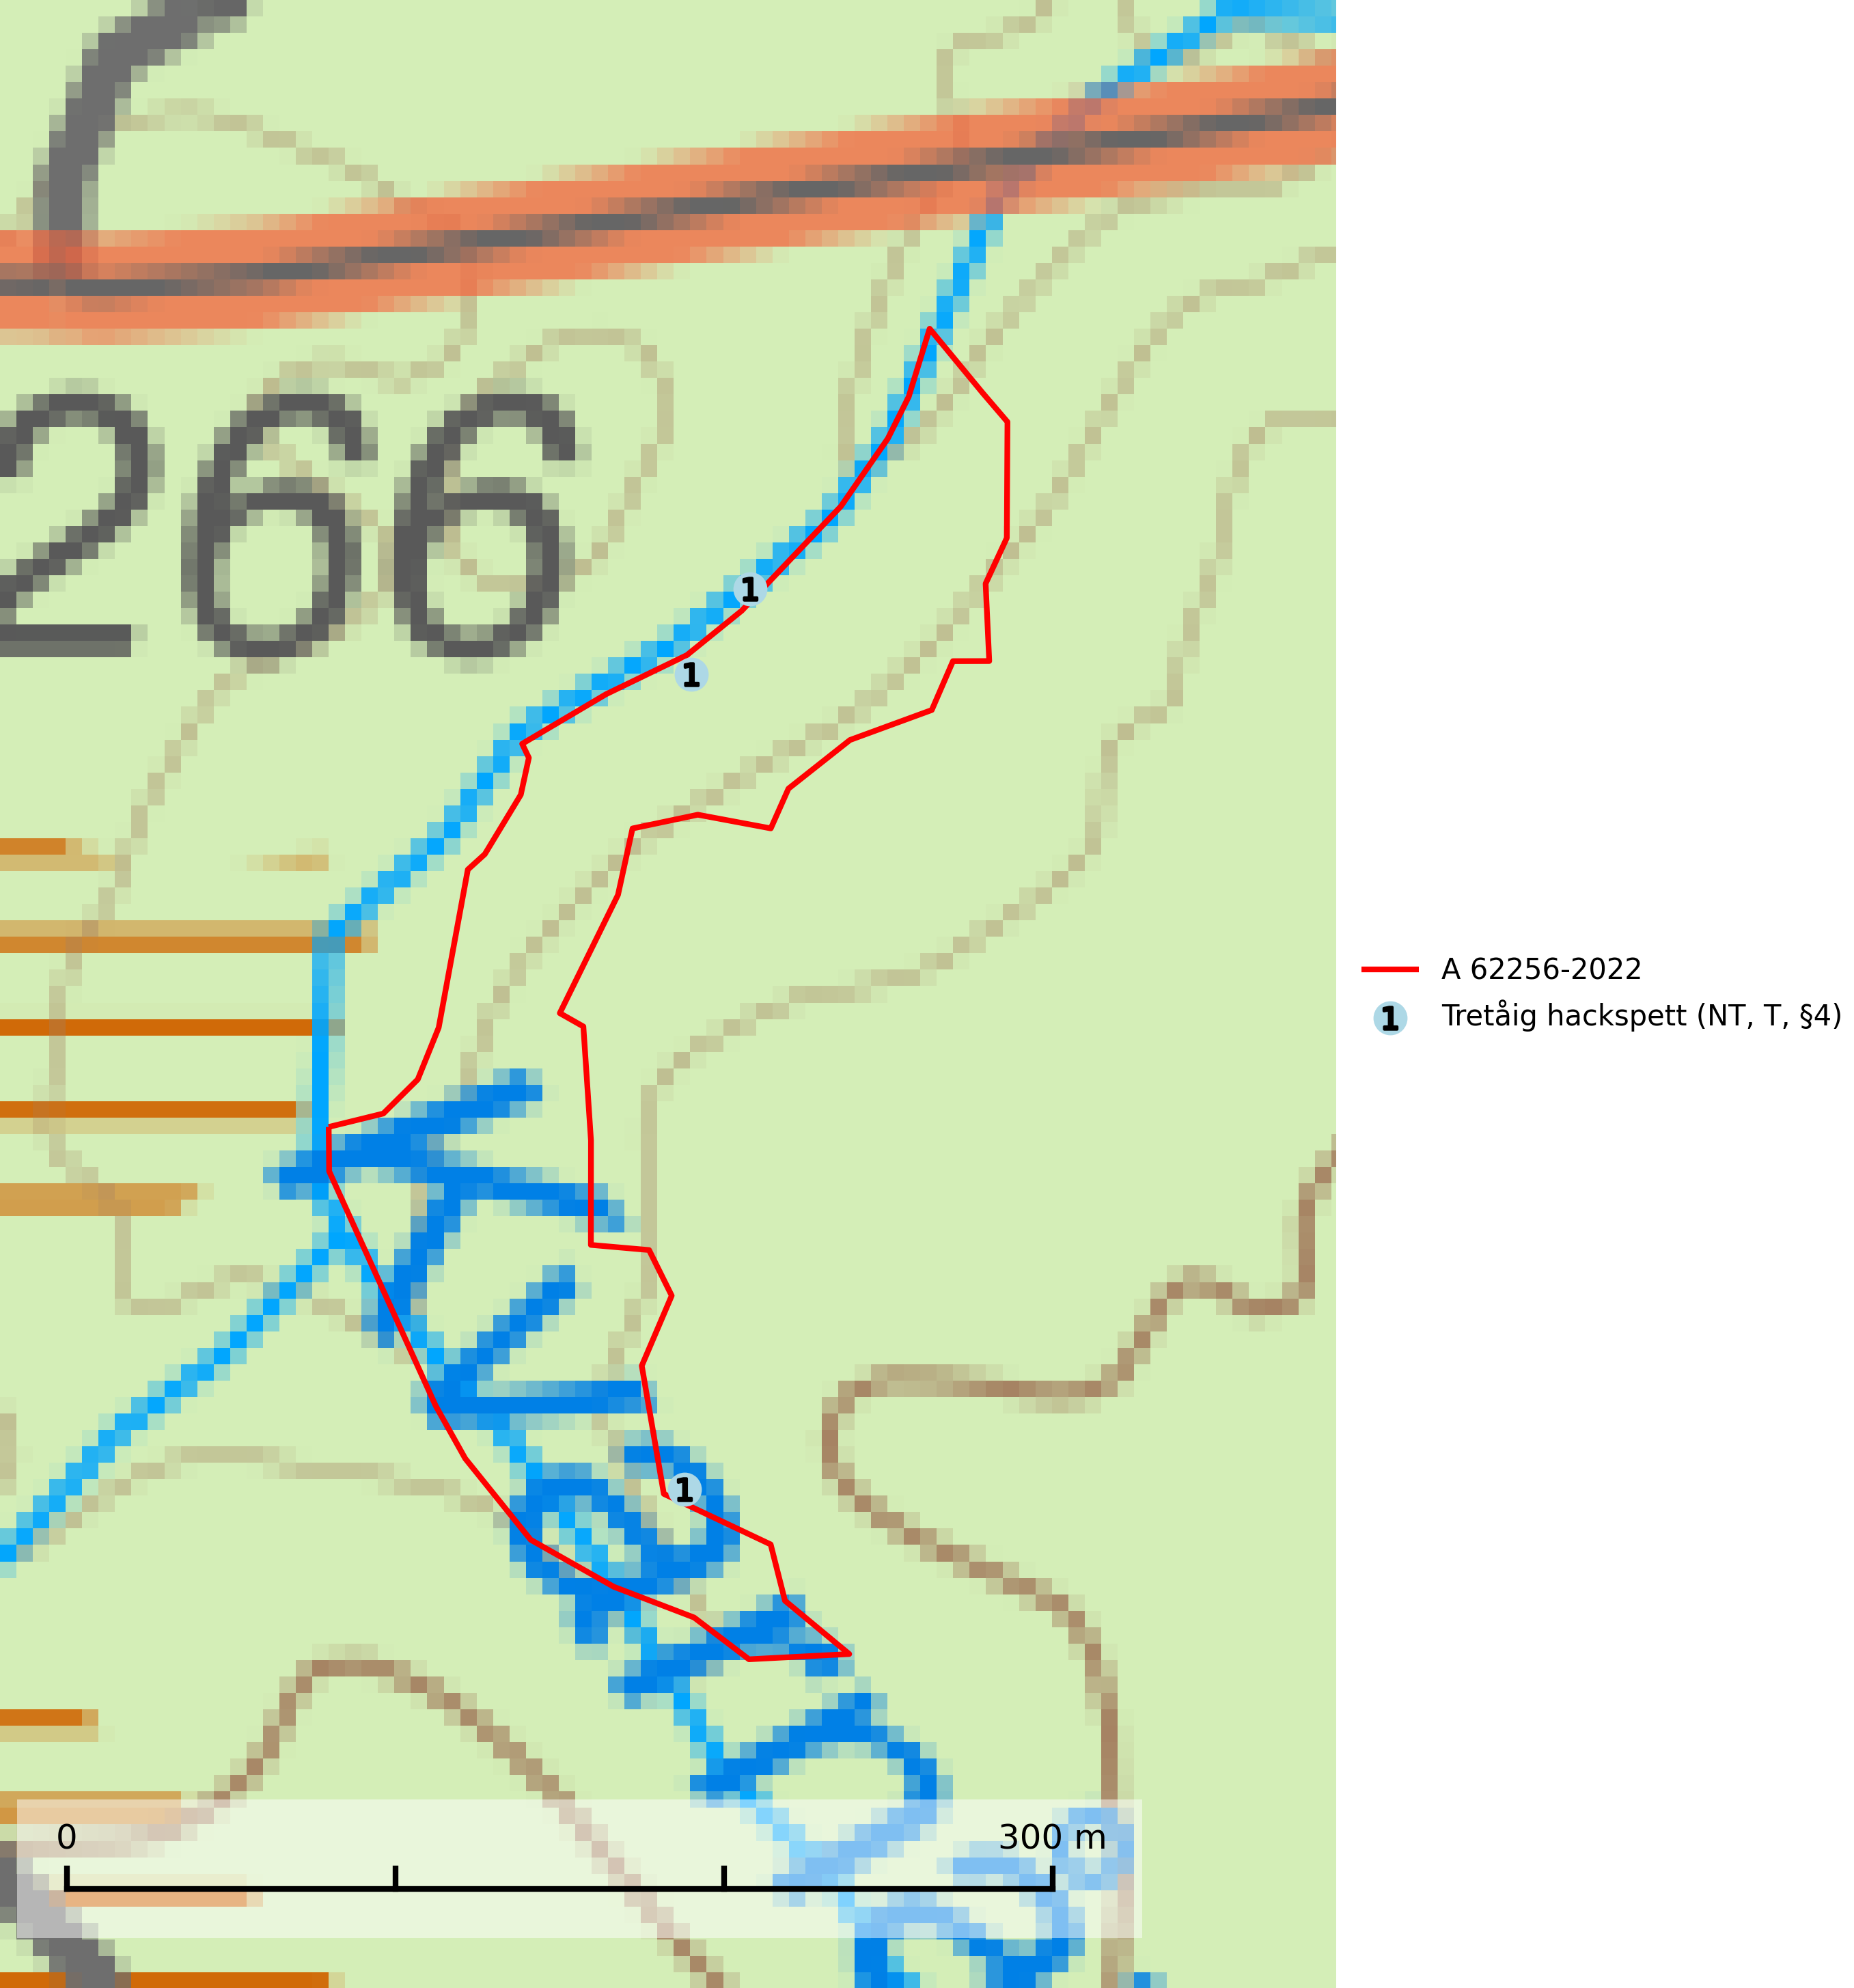 266
1
1
1
A 62256-2022
1 Tretåig hackspett (NT, T, §4)
0 300 m